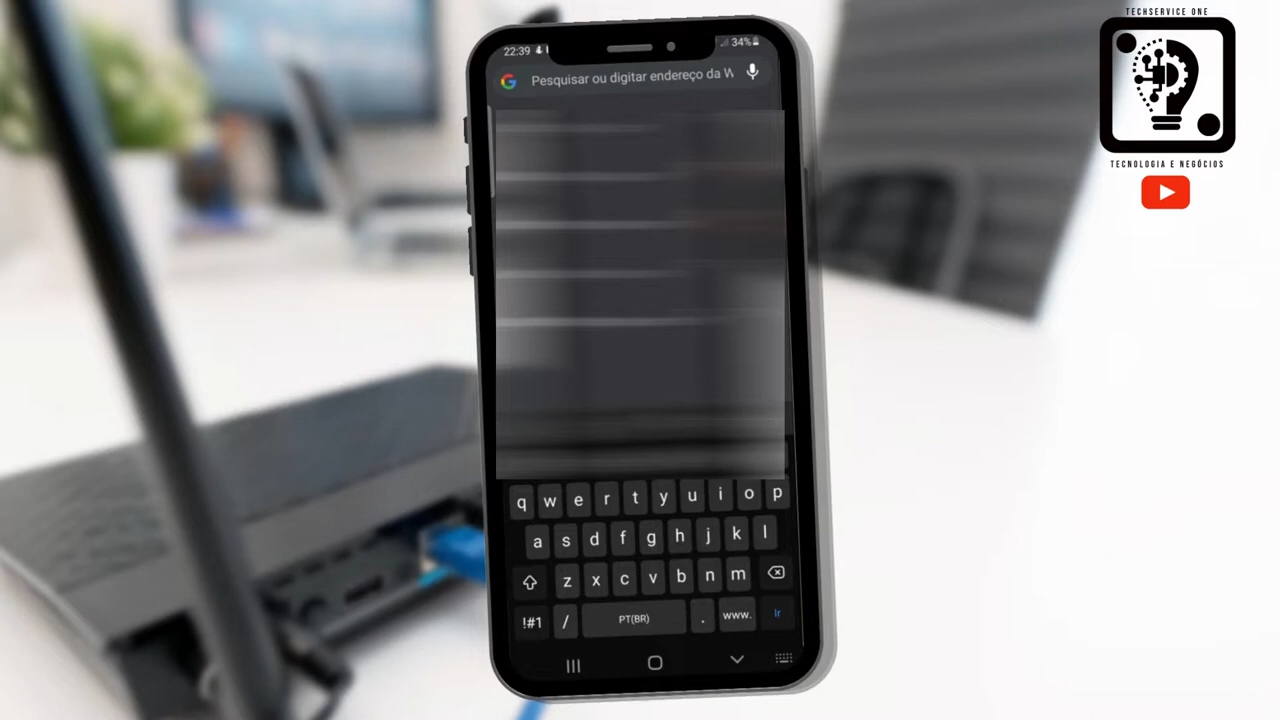 TECHSERVICE ONE
TECNOLOGIA E NEGÓCIOS
22:39 34%
Pesquisar ou digitar endereço da W
q w e r t y u i o p
a s d f g h j k l
z x c v b n m
!#1 / PT(BR) . www. Ir